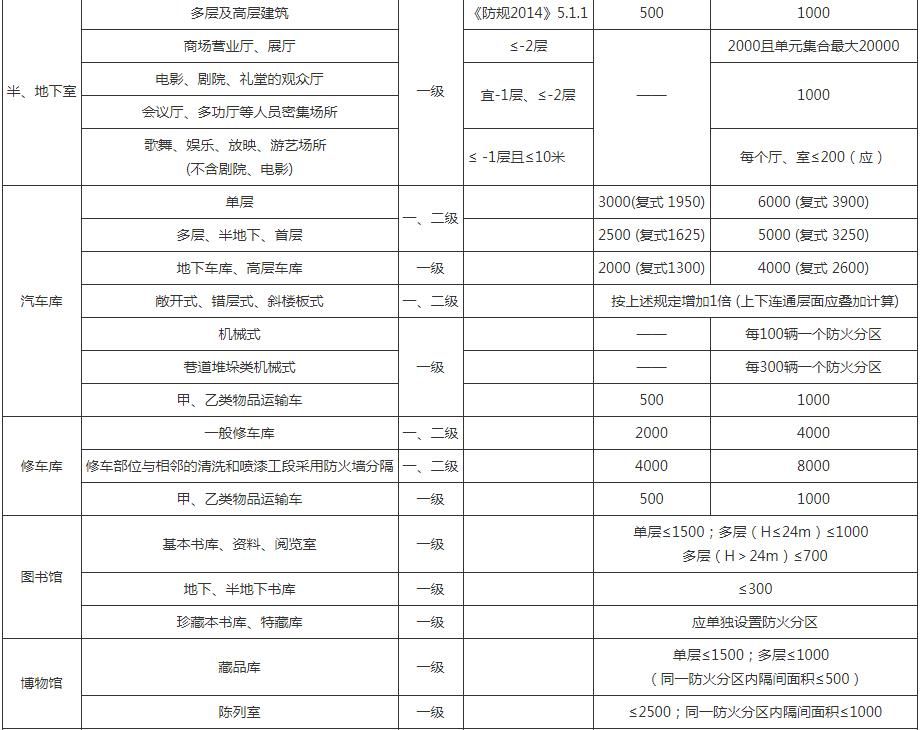 多层及高层建筑 《防规2014》5.1.1 500 1000
半、地下室 一级
商场营业厅、展厅 ≤-2层 2000且单元集合最大20000
电影、剧院、礼堂的观众厅
会议厅、多功厅等人员密集场所
宜-1层、≤-2层 —— 1000
歌舞、娱乐、放映、游艺场所
(不含剧院、电影)
≤ -1层且≤10米 每个厅、室≤200（应）
汽车库
单层 一、二级 3000(复式 1950) 6000 (复式 3900)
多层、半地下、首层 2500 (复式1625) 5000 (复式 3250)
地下车库、高层车库 一级 2000 (复式1300) 4000 (复式 2600)
敞开式、错层式、斜楼板式 一、二级 按上述规定增加1倍 (上下连通层面应叠加计算)
机械式 —— 每100辆一个防火分区
巷道堆垛类机械式 一级 —— 每300辆一个防火分区
甲、乙类物品运输车 500 1000
修车库
一般修车库 一、二级 2000 4000
修车部位与相邻的清洗和喷漆工段采用防火墙分隔 一、二级 4000 8000
甲、乙类物品运输车 一级 500 1000
图书馆
基本书库、资料、阅览室 一级
单层≤1500；多层（H≤24m）≤1000
多层（H＞24m）≤700
地下、半地下书库 一级 ≤300
珍藏本书库、特藏库 一级 应单独设置防火分区
博物馆
藏品库 一级
单层≤1500；多层≤1000
（同一防火分区内隔间面积≤500）
陈列室 一级 ≤2500；同一防火分区内隔间面积≤1000